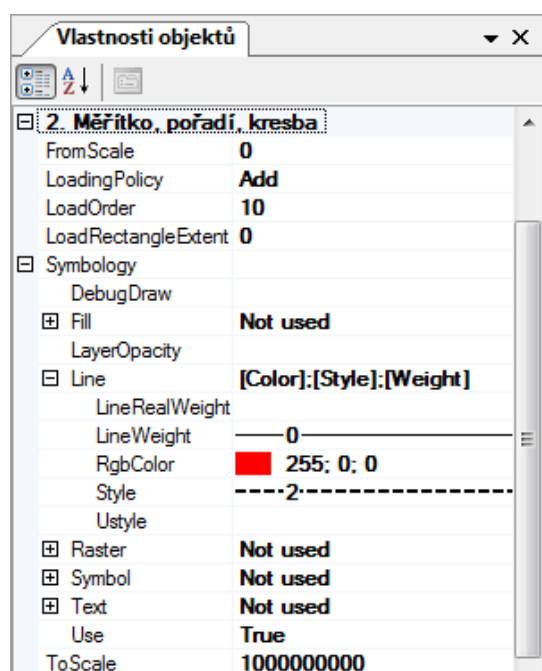 Vlastnosti objektů
2. Měřítko, pořadí, kresba
FromScale 0
LoadingPolicy Add
LoadOrder 10
LoadRectangleExtent 0
Symbology
DebugDraw
Fill Not used
LayerOpacity
Line [Color];[Style];[Weight]
LineRealWeight
LineWeight 0
RgbColor 255; 0; 0
Style 2
Ustyle
Raster Not used
Symbol Not used
Text Not used
Use True
ToScale 1000000000